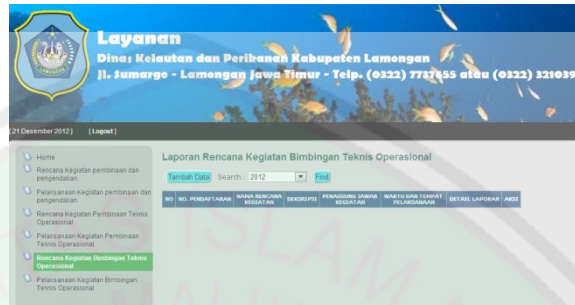 Layanan
Dinas Kelautan dan Perikanan Kabupaten Lamongan
Jl. Sumargo - Lamongan Jawa Timur - Telp. (0322) 7737455 atau (0322) 321039
[ 21 Desember 2012 ] [ Logout ]
Home
Rencana Kegiatan pembinaan dan
pengendalian
Pelaksanaan Kegiatan pembinaan dan
pengendalian
Rencana Kegiatan Pembinaan Teknis
Operasional
Pelaksanaan Kegiatan Pembinaan
Teknis Operasional
Rencana Kegiatan Bimbingan Teknis
Operasional
Pelaksanaan Kegiatan Bimbingan
Teknis Operasional
Laporan Rencana Kegiatan Bimbingan Teknis Operasional
Tambah Data Search : 2012 Find
NO NO. PENDAFTARAN NAMA RENCANA KEGIATAN DEKSRIPSI PENANGGUNG JAWAB KEGIATAN WAKTU DAN TEMPAT PELAKSANAAN DETAIL LAPORAN AKSI